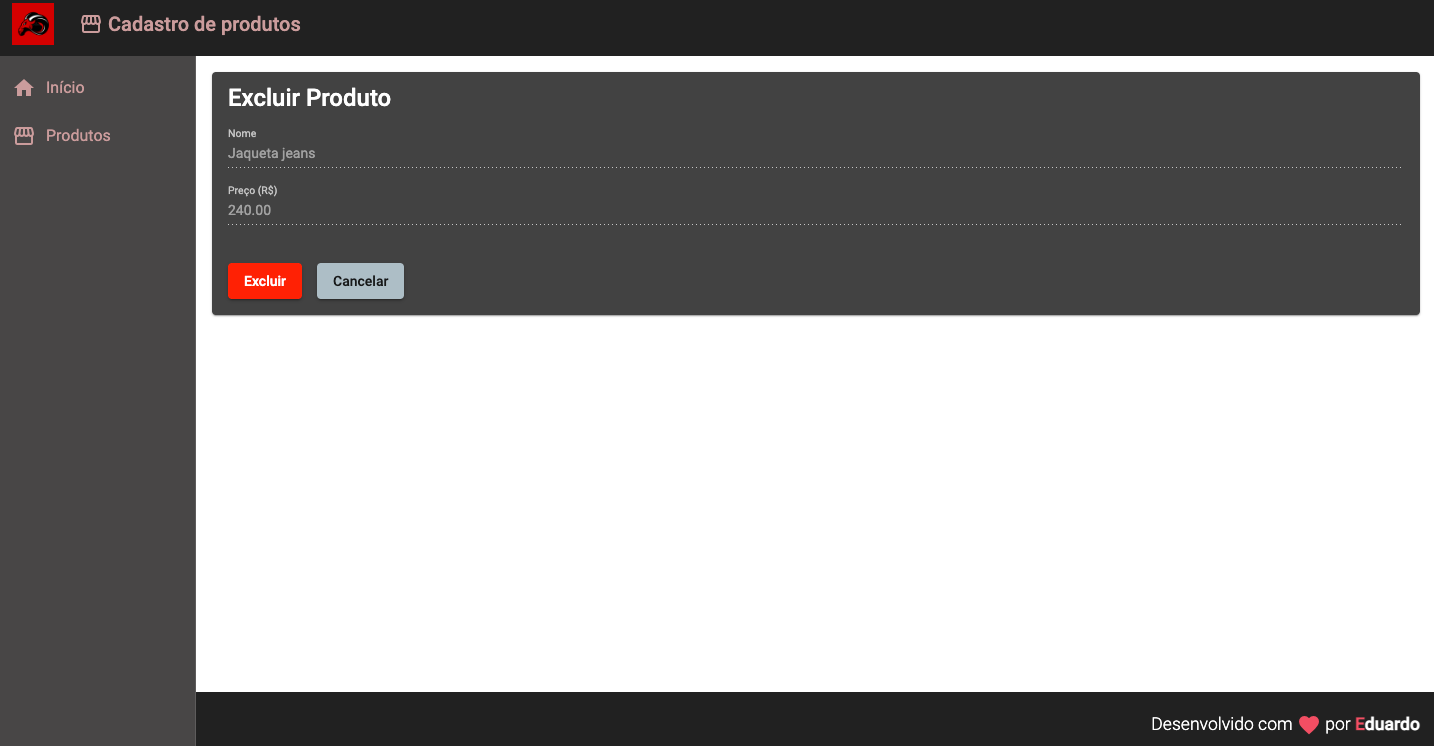 Cadastro de produtos
Início
Produtos
Excluir Produto
Nome
Jaqueta jeans
Preço (R$)
240.00
Excluir
Cancelar
Desenvolvido com por Eduardo